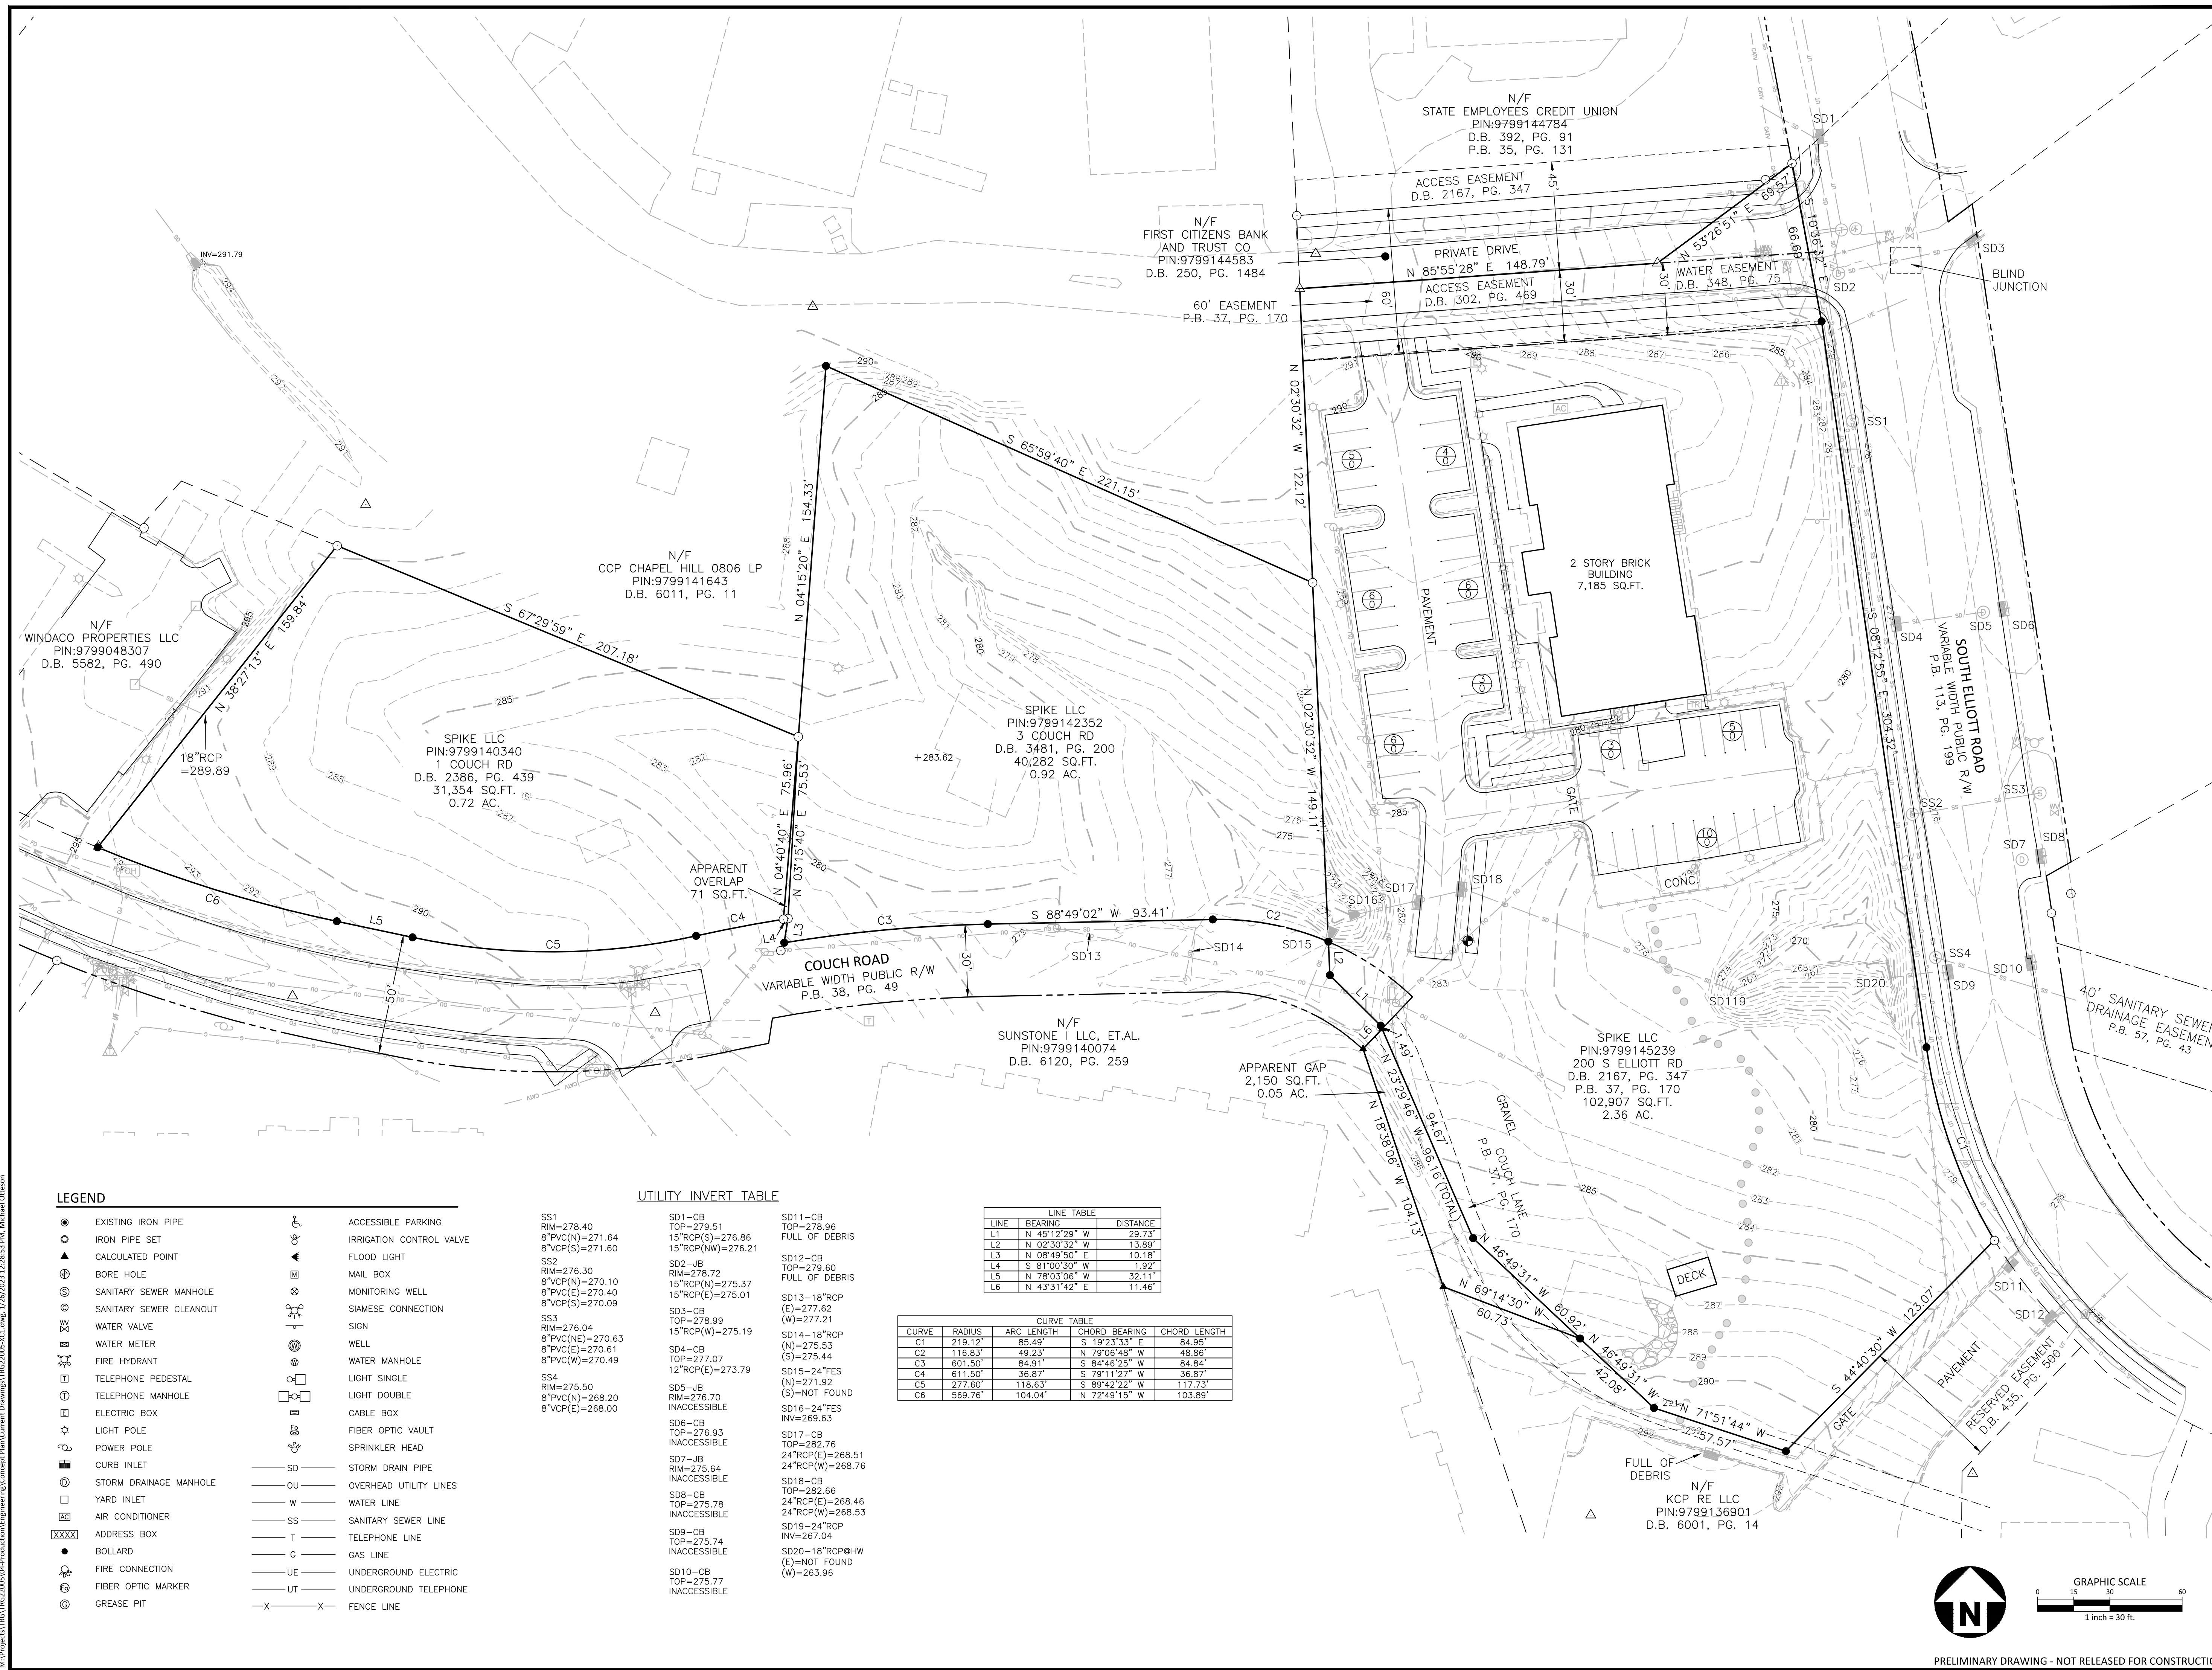 N/F
STATE EMPLOYEES CREDIT UNION
PIN:9799144784
D.B. 392, PG. 91
P.B. 35, PG. 131
SD1
ACCESS EASEMENT
D.B. 2167, PG. 347
45'
N/F
FIRST CITIZENS BANK
AND TRUST CO
PIN:9799144583
D.B. 250, PG. 1484
60' EASEMENT
P.B. 37, PG. 170
PRIVATE DRIVE
N 85°55'28" E 148.79'
ACCESS EASEMENT
D.B. 302, PG. 469
60'
30'
30'
N 53°26'51" E 69.57'
S 10°36'32" E
66.69'
WATER EASEMENT
D.B. 348, PG. 75
SD2
SD3
BLIND
JUNCTION
INV=291.79
N 02°30'32" W 122.12'
S 65°59'40" E 221.15'
N 04°15'20" E 154.33'
N/F
CCP CHAPEL HILL 0806 LP
PIN:9799141643
D.B. 6011, PG. 11
N/F
WINDACO PROPERTIES LLC
PIN:9799048307
D.B. 5582, PG. 490
N 38°27'13" E 159.84'
S 67°29'59" E 207.18'
18"RCP
=289.89
SPIKE LLC
PIN:9799140340
1 COUCH RD
D.B. 2386, PG. 439
31,354 SQ.FT.
0.72 AC.
SPIKE LLC
PIN:9799142352
3 COUCH RD
D.B. 3481, PG. 200
40,282 SQ.FT.
0.92 AC.
+283.62
N 04°40'40" E 75.96'
N 03°15'40" E 75.53'
APPARENT
OVERLAP
71 SQ.FT.
N 02°30'32" W 149.11'
PAVEMENT
2 STORY BRICK
BUILDING
7,185 SQ.FT.
AC
TR
GATE
CONC.
S 08°12'55" E 304.32'
SOUTH ELLIOTT ROAD
VARIABLE WIDTH PUBLIC R/W
P.B. 113, PG. 199
SS1
SD4
SD5
SD6
SS2
SS3
SD7
SD8
SS4
SD9
SD10
SD20
SD119
SD15
SD16
SD17
SD18
SD13
SD14
C6
L5
C5
C4
L4
L3
C3
S 88°49'02" W 93.41'
C2
L2
L1
L6
C1
50'
30'
COUCH ROAD
VARIABLE WIDTH PUBLIC R/W
P.B. 38, PG. 49
N/F
SUNSTONE I LLC, ET.AL.
PIN:9799140074
D.B. 6120, PG. 259
APPARENT GAP
2,150 SQ.FT.
0.05 AC.
1.49'
94.67'
N 23°29'46" W 96.16'(TOTAL)
N 18°38'06" W 104.13'
GRAVEL
COUCH LANE
P.B. 37, PG. 170
SPIKE LLC
PIN:9799145239
200 S ELLIOTT RD
D.B. 2167, PG. 347
P.B. 37, PG. 170
102,907 SQ.FT.
2.36 AC.
40' SANITARY SEWER
DRAINAGE EASEMEN
P.B. 57, PG. 43
N 69°14'30" W
60.73'
N 46°49'31" W 60.92'
N 46°49'31" W
42.08'
N 71°51'44" W
57.57'
S 44°40'30" W 123.07'
DECK
GATE
PAVEMENT
RESERVED EASEMENT
D.B. 435, PG. 500
SD11
SD12
FULL OF
DEBRIS
N/F
KCP RE LLC
PIN:9799136901
D.B. 6001, PG. 14
LEGEND
EXISTING IRON PIPE
IRON PIPE SET
CALCULATED POINT
BORE HOLE
SANITARY SEWER MANHOLE
SANITARY SEWER CLEANOUT
WATER VALVE
WATER METER
FIRE HYDRANT
TELEPHONE PEDESTAL
TELEPHONE MANHOLE
ELECTRIC BOX
LIGHT POLE
POWER POLE
CURB INLET
STORM DRAINAGE MANHOLE
YARD INLET
AC AIR CONDITIONER
XXXX ADDRESS BOX
BOLLARD
FIRE CONNECTION
FIBER OPTIC MARKER
GREASE PIT
ACCESSIBLE PARKING
IRRIGATION CONTROL VALVE
FLOOD LIGHT
MAIL BOX
MONITORING WELL
SIAMESE CONNECTION
SIGN
WELL
WATER MANHOLE
LIGHT SINGLE
LIGHT DOUBLE
CABLE BOX
FIBER OPTIC VAULT
SPRINKLER HEAD
SD STORM DRAIN PIPE
OU OVERHEAD UTILITY LINES
W WATER LINE
SS SANITARY SEWER LINE
T TELEPHONE LINE
G GAS LINE
UE UNDERGROUND ELECTRIC
UT UNDERGROUND TELEPHONE
X X FENCE LINE
UTILITY INVERT TABLE
SS1
RIM=278.40
8"PVC(N)=271.64
8"VCP(S)=271.60
SS2
RIM=276.30
8"VCP(N)=270.10
8"PVC(E)=270.40
8"VCP(S)=270.09
SS3
RIM=276.04
8"PVC(NE)=270.63
8"PVC(E)=270.61
8"PVC(W)=270.49
SS4
RIM=275.50
8"PVC(N)=268.20
8"VCP(E)=268.00
SD1-CB
TOP=279.51
15"RCP(S)=276.86
15"RCP(NW)=276.21
SD2-JB
RIM=278.72
15"RCP(N)=275.37
15"RCP(E)=275.01
SD3-CB
TOP=278.99
15"RCP(W)=275.19
SD4-CB
TOP=277.07
12"RCP(E)=273.79
SD5-JB
RIM=276.70
INACCESSIBLE
SD6-CB
TOP=276.93
INACCESSIBLE
SD7-JB
RIM=275.64
INACCESSIBLE
SD8-CB
TOP=275.78
INACCESSIBLE
SD9-CB
TOP=275.74
INACCESSIBLE
SD10-CB
TOP=275.77
INACCESSIBLE
SD11-CB
TOP=278.96
FULL OF DEBRIS
SD12-CB
TOP=279.60
FULL OF DEBRIS
SD13-18"RCP
(E)=277.62
(W)=277.21
SD14-18"RCP
(N)=275.53
(S)=275.44
SD15-24"FES
(N)=271.92
(S)=NOT FOUND
SD16-24"FES
INV=269.63
SD17-CB
TOP=282.76
24"RCP(E)=268.51
24"RCP(W)=268.76
SD18-CB
TOP=282.66
24"RCP(E)=268.46
24"RCP(W)=268.53
SD19-24"RCP
INV=267.04
SD20-18"RCP@HW
(E)=NOT FOUND
(W)=263.96
LINE TABLE
LINE BEARING DISTANCE
L1 N 45°12'29" W 29.73'
L2 N 02°30'32" W 13.89'
L3 N 08°49'50" E 10.18'
L4 S 81°00'30" W 1.92'
L5 N 78°03'06" W 32.11'
L6 N 43°31'42" E 11.46'
CURVE TABLE
CURVE RADIUS ARC LENGTH CHORD BEARING CHORD LENGTH
C1 219.12' 85.49' S 19°23'33" E 84.95'
C2 116.83' 49.23' N 79°06'48" W 48.86'
C3 601.50' 84.91' S 84°46'25" W 84.84'
C4 611.50' 36.87' S 79°11'27" W 36.87'
C5 277.60' 118.63' S 89°42'22" W 117.73'
C6 569.76' 104.04' N 72°49'15" W 103.89'
N
GRAPHIC SCALE
0 15 30 60
1 inch = 30 ft.
PRELIMINARY DRAWING - NOT RELEASED FOR CONSTRUCTIO